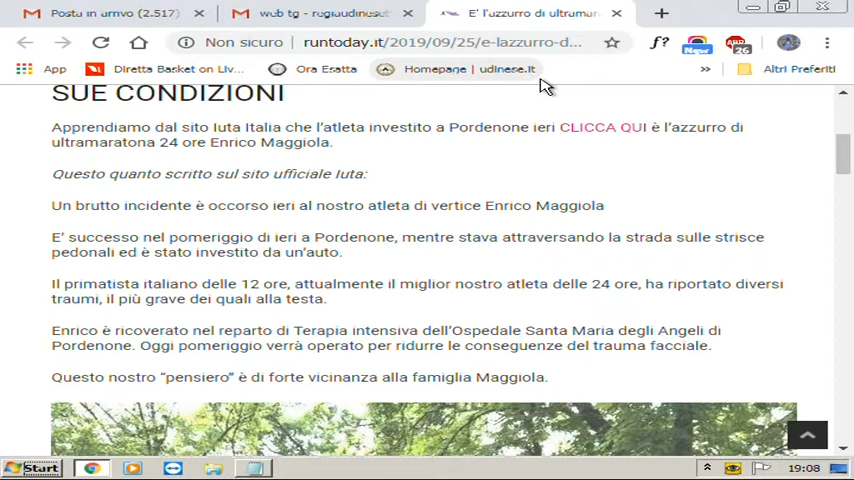 Posta in arrivo (2.517)
web tg - regiaudineset
E' l'azzurro di ultramar
Non sicuro
runtoday.it/2019/09/25/e-lazzurro-d...
f?
New
26
App
Diretta Basket on Liv...
Ora Esatta
Homepage | udinese.it
»
Altri Preferiti
SUE CONDIZIONI
Apprendiamo dal sito Iuta Italia che l'atleta investito a Pordenone ieri CLICCA QUI è l'azzurro di
ultramaratona 24 ore Enrico Maggiola.
Questo quanto scritto sul sito ufficiale Iuta:
Un brutto incidente è occorso ieri al nostro atleta di vertice Enrico Maggiola
E' successo nel pomeriggio di ieri a Pordenone, mentre stava attraversando la strada sulle strisce
pedonali ed è stato investito da un'auto.
Il primatista italiano delle 12 ore, attualmente il miglior nostro atleta delle 24 ore, ha riportato diversi
traumi, il più grave dei quali alla testa.
Enrico è ricoverato nel reparto di Terapia intensiva dell'Ospedale Santa Maria degli Angeli di
Pordenone. Oggi pomeriggio verrà operato per ridurre le conseguenze del trauma facciale.
Questo nostro "pensiero" è di forte vicinanza alla famiglia Maggiola.
Start
19:08